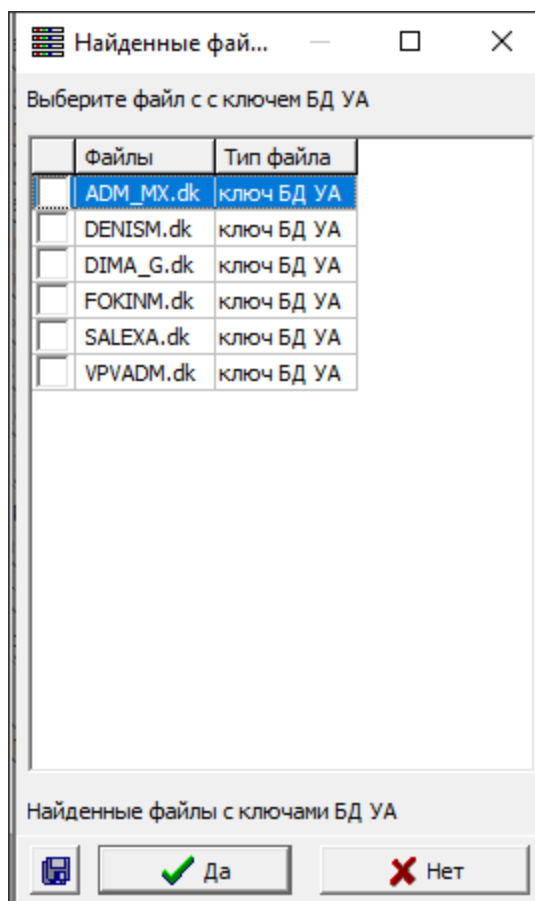 Найденные фай...
Выберите файл с с ключем БД УА
Файлы Тип файла
ADM_MX.dk ключ БД УА
DENISM.dk ключ БД УА
DIMA_G.dk ключ БД УА
FOKINM.dk ключ БД УА
SALEXA.dk ключ БД УА
VPVADM.dk ключ БД УА
Найденные файлы с ключами БД УА
Да Нет